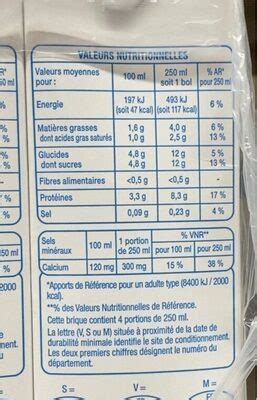 VALEURS NUTRITIONNELLES
Valeurs moyennes pour : 100 ml 250 ml soit 1 bol % AR* pour 250 ml
Energie 197 kJ (soit 47 kcal) 493 kJ (soit 117 kcal) 6 %
Matières grasses 1,6 g 4,0 g 6 %
dont acides gras saturés 1,0 g 2,5 g 13 %
Glucides 4,8 g 12 g 5 %
dont sucres 4,8 g 12 g 13 %
Fibres alimentaires <0,5 g <0,5 g -
Protéines 3,3 g 8,3 g 17 %
Sel 0,09 g 0,23 g 4 %
Sels minéraux 100 ml 1 portion de 250 ml % VNR** pour 100 ml pour 250 ml
Calcium 120 mg 300 mg 15 % 38 %
*Apports de Référence pour un adulte type (8400 kJ / 2000
kcal).
**% des Valeurs Nutritionnelles de Référence.
Cette brique contient 4 portions de 250 ml.
La lettre (V, S ou M) située à proximité de la date de
durabilité minimale identifie le site de conditionnement.
Les deux premiers chiffres désignent le numéro du
département.
S = V = M =